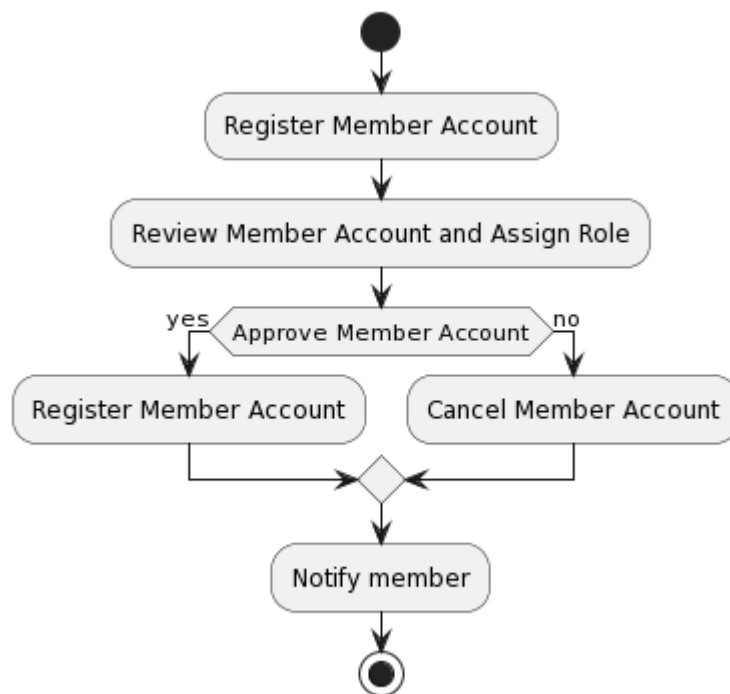 Register Member Account
Review Member Account and Assign Role
yes
Approve Member Account
no
Register Member Account
Cancel Member Account
Notify member